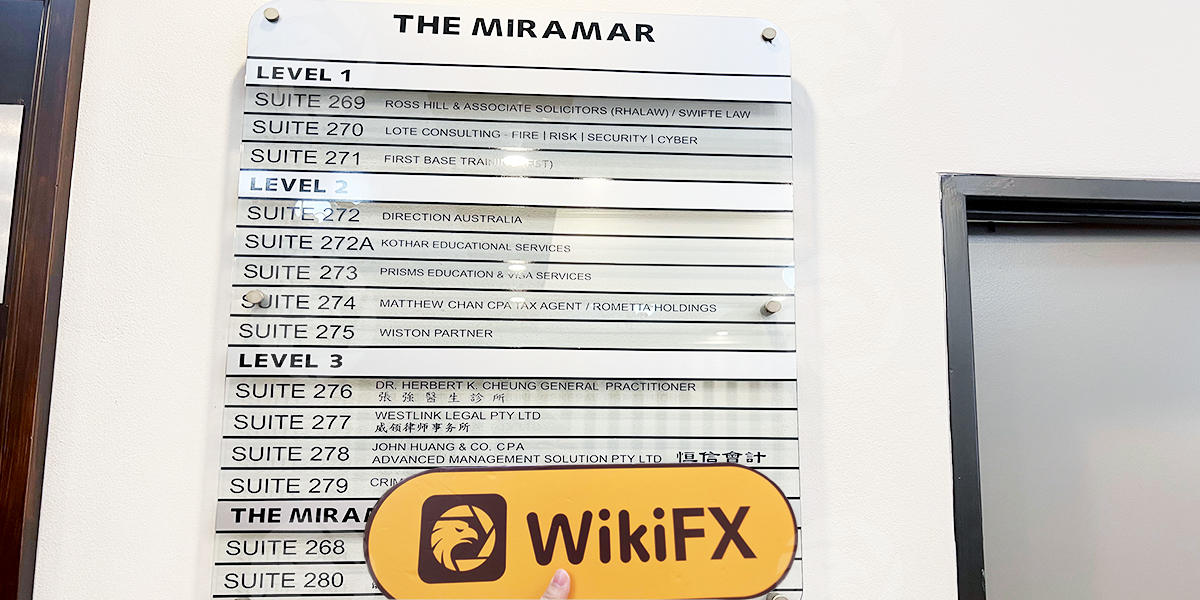 THE MIRAMAR
LEVEL 1
SUITE 269 ROSS HILL & ASSOCIATE SOLICITORS (RHALAW) / SWIFTE LAW
SUITE 270 LOTE CONSULTING - FIRE | RISK | SECURITY | CYBER
SUITE 271 FIRST BASE
LEVEL 2
SUITE 272 DIRECTION AUSTRALIA
SUITE 272A KOTHAR EDUCATIONAL SERVICES
SUITE 273 PRISMS EDUCATION & VISA SERVICES
SUITE 274 MATTHEW CHAN CPA TAX AGENT / ROMETTA HOLDINGS
SUITE 275 WISTON PARTNER
LEVEL 3
SUITE 276 DR. HERBERT K. CHEUNG GENERAL PRACTITIONER
張 強 醫 生 診 所
SUITE 277 WESTLINK LEGAL PTY LTD
威领律师事务所
SUITE 278 JOHN HUANG & CO. CPA
ADVANCED MANAGEMENT SOLUTION PTY LTD 恒信會計
SUITE 279
THE
SUITE 268
SUITE 280
WikiFX